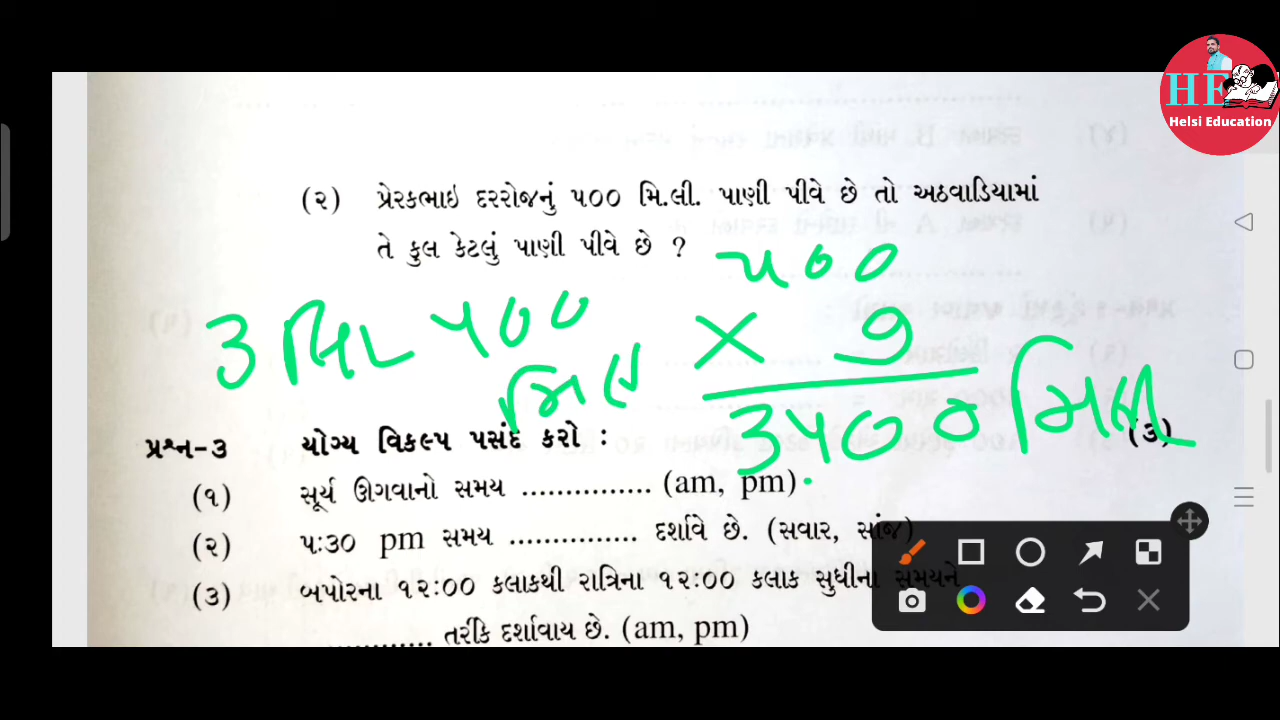 HE
Helsi Education
(૨) પ્રેરકભાઇ દરરોજનું ૫૦૦ મિ.લી. પાણી પીવે છે તો અઠવાડિયામાં
તે કુલ કેટલું પાણી પીવે છે ?
૫૦૦
× ૭
૩૫૦૦ મિલી
૩ લિટર ૫૦૦
મિલી
પ્રશ્ન-૩ યોગ્ય વિકલ્પ પસંદ કરો : (૩)
(૧) સૂર્ય ઊગવાનો સમય ............... (am, pm)
(૨) ૫:૩૦ pm સમય ............... દર્શાવે છે. (સવાર, સાંજ)
(૩) બપોરના ૧૨:૦૦ કલાકથી રાત્રિના ૧૨:૦૦ કલાક સુધીના સમયને
............ તરીકે દર્શાવાય છે. (am, pm)